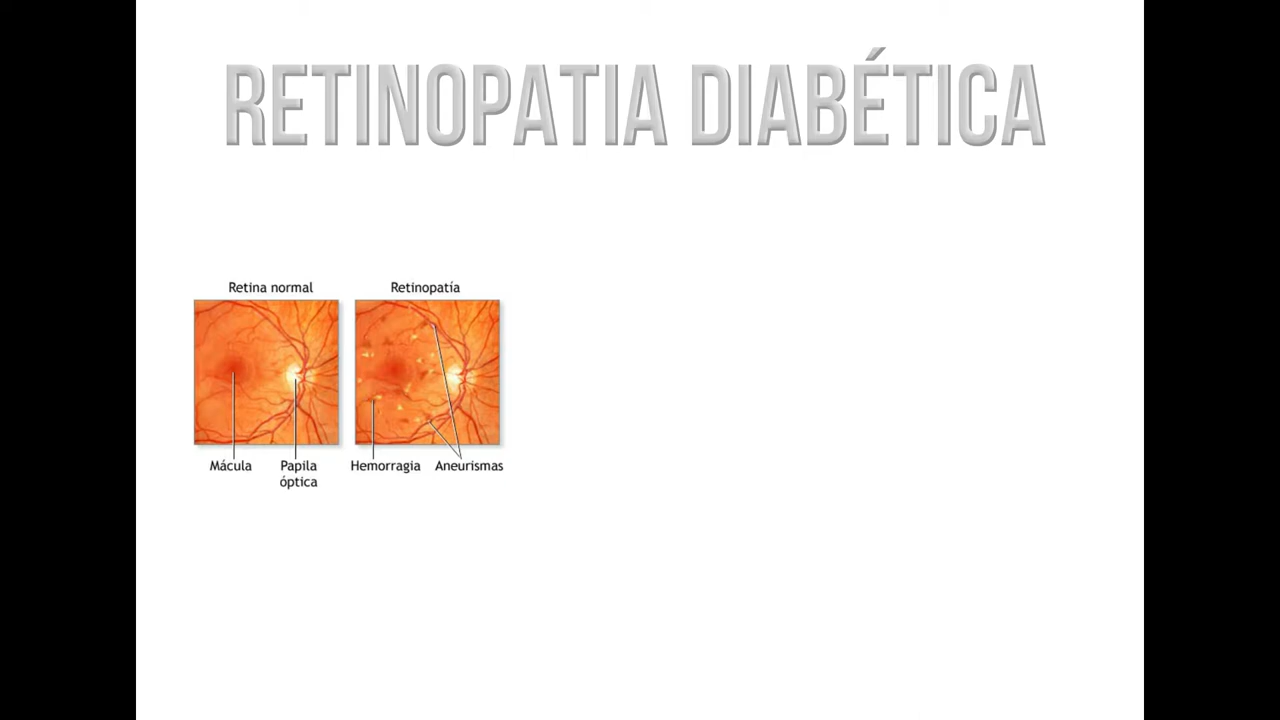 RETINOPATIA DIABÉTICA
Retina normal
Retinopatía
Mácula
Papila
óptica
Hemorragia
Aneurismas